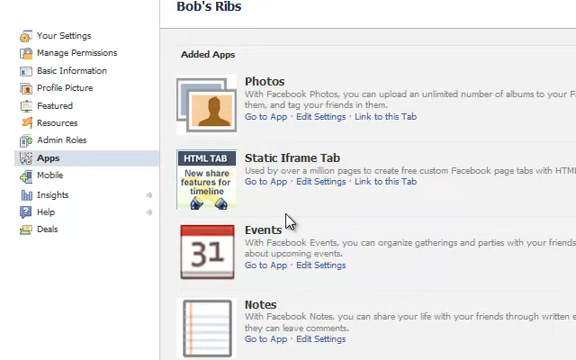 Bob's Ribs
Your Settings
Manage Permissions
Basic Information
Profile Picture
Featured
Resources
Admin Roles
Apps
Mobile
Insights
Help
Deals
Added Apps
Photos
With Facebook Photos, you can upload an unlimited number of albums to your F
them, and tag your friends in them.
Go to App · Edit Settings · Link to this Tab
HTML TAB
New share
features for
timeline
Static Iframe Tab
Used by over a million pages to create free custom Facebook page tabs with HTM
Go to App · Edit Settings · Link to this Tab
31
Events
With Facebook Events, you can organize gatherings and parties with your friends
about upcoming events.
Go to App · Edit Settings
Notes
With Facebook Notes, you can share your life with your friends through written e
they can leave comments.
Go to App · Edit Settings